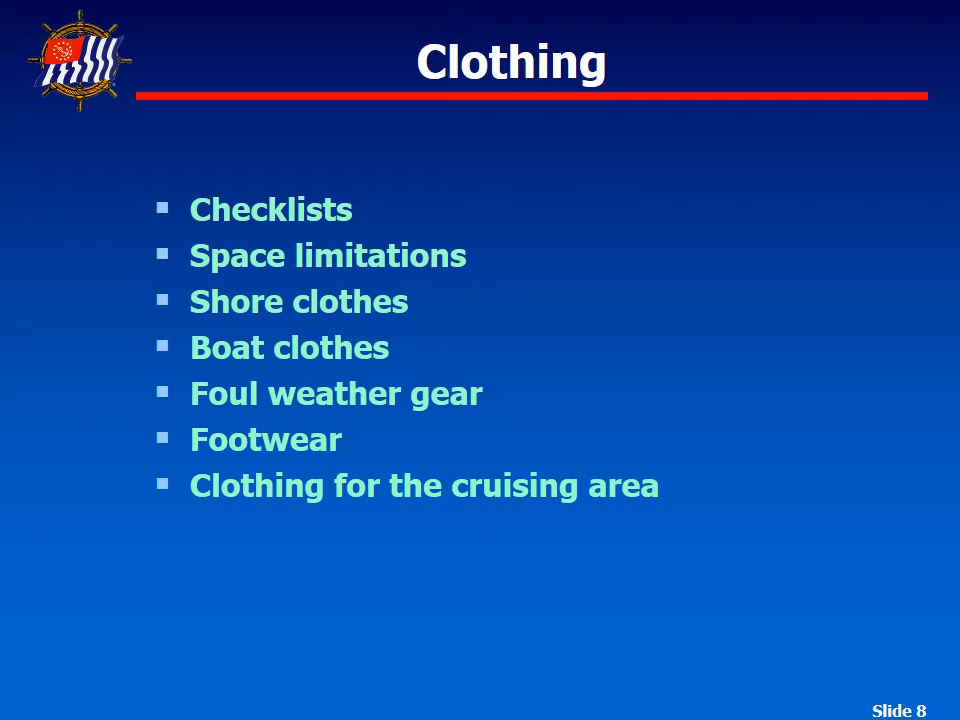 Clothing
Checklists
Space limitations
Shore clothes
Boat clothes
Foul weather gear
Footwear
Clothing for the cruising area
Slide 8